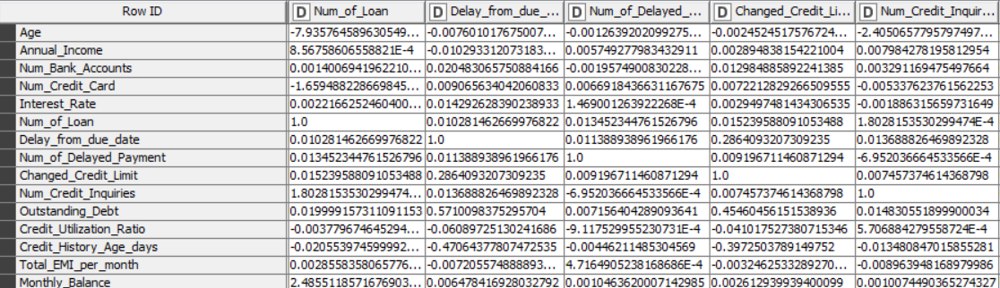 Row ID D Num_of_Loan D Delay_from_due_... D Num_of_Delayed_... D Changed_Credit_Li... D Num_Credit_Inquir...
Age -7.935764589630549... -0.007601017675007... -0.0012639202099275... -0.0024524517576724... -2.4050657795797497...
Annual_Income 8.56758606558821E-4 -0.0102933120731 83... 0.005749277983432911 0.002894838154221004 0.007984278195812954
Num_Bank_Accounts 0.0014006941962210... 0.020483065750884166 -0.0019574900830228... 0.012984885892241385 0.003291169475497664
Num_Credit_Card -1.659488228669845... 0.009065634042060833 0.0066918436631167675 0.0072212829266509555 -0.005337623761562253
Interest_Rate 0.0022166252460400... 0.014292628390238933 1.469001263922268E-4 0.0029497481434306535 -0.001886315659731649
Num_of_Loan 1.0 0.010281462669976822 0.013452344761526796 0.015239588091053488 1.8028153530299474E-4
Delay_from_due_date 0.010281462669976822 1.0 0.011388938961966176 0.2864093207309235 0.013688826469892328
Num_of_Delayed_Payment 0.013452344761526796 0.011388938961966176 1.0 0.009196711460871294 -6.952036664533566E-4
Changed_Credit_Limit 0.015239588091053488 0.2864093207309235 0.009196711460871294 1.0 0.007457374614368798
Num_Credit_Inquiries 1.8028153530299474... 0.013688826469892328 -6.952036664533566E-4 0.007457374614368798 1.0
Outstanding_Debt 0.019999157311091153 0.5710098375295704 0.007156404289093641 0.45460456151538936 0.014830551899900034
Credit_Utilization_Ratio -0.003779674645294... -0.06089725130241686 -9.117529955230731E-4 -0.041017527380715346 5.706884279558724E-4
Credit_History_Age_days -0.020553974599992... -0.47064377807472535 -0.00446211485304569 -0.3972503789149752 -0.013480847015855281
Total_EMI_per_month 0.0028558358065776... -0.007205574888893... 4.7164905238168686E-4 -0.0032462533289270... -0.008963948168979986
Monthly_Balance 2.4855118571676903... 0.006478416928032792 0.0010463620007142985 0.002612939939400099 0.0010074490365274327